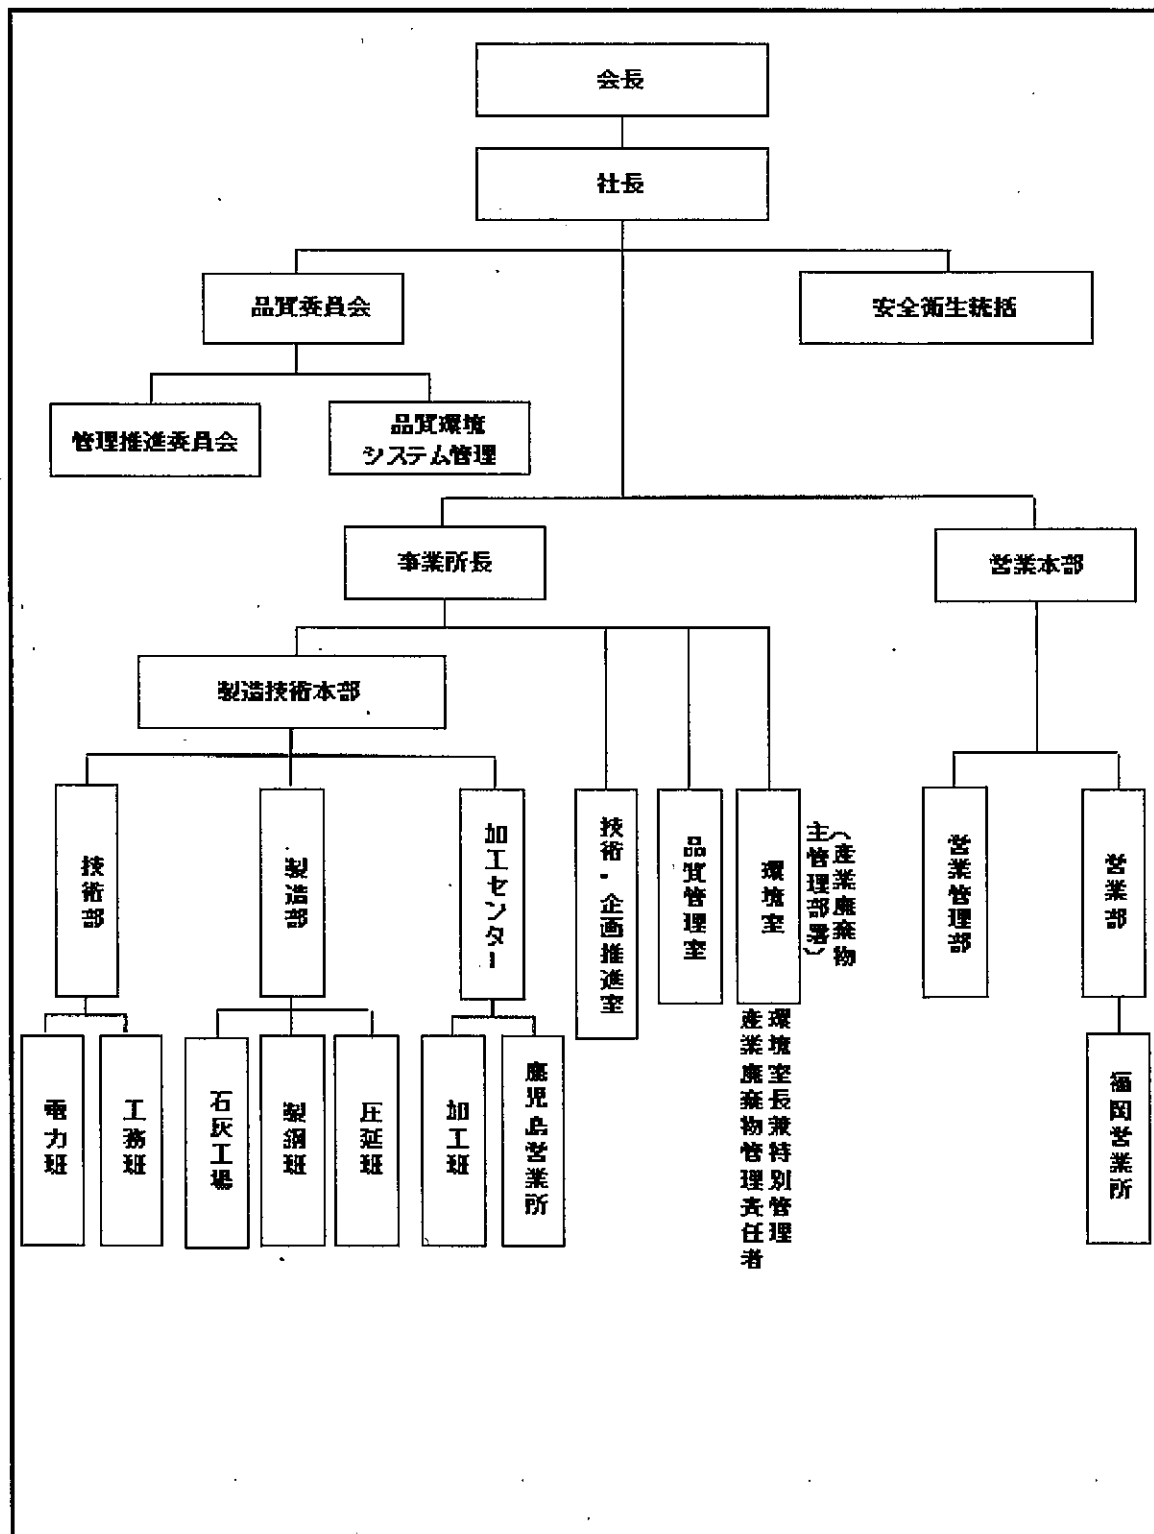 会長
社長
品質委員会
安全衛生統括
管理推進委員会
品質環境
システム管理
事業所長
営業本部
製造技術本部
技術部
製造部
加工センター
技術・企画推進室
品質管理室
環境室
（産業廃棄物
主管理部署）
営業管理部
営業部
電力班
工務班
石灰工場
製鋼班
圧延班
加工班
鹿児島営業所
環境室長兼特別管理
産業廃棄物管理責任者
福岡営業所